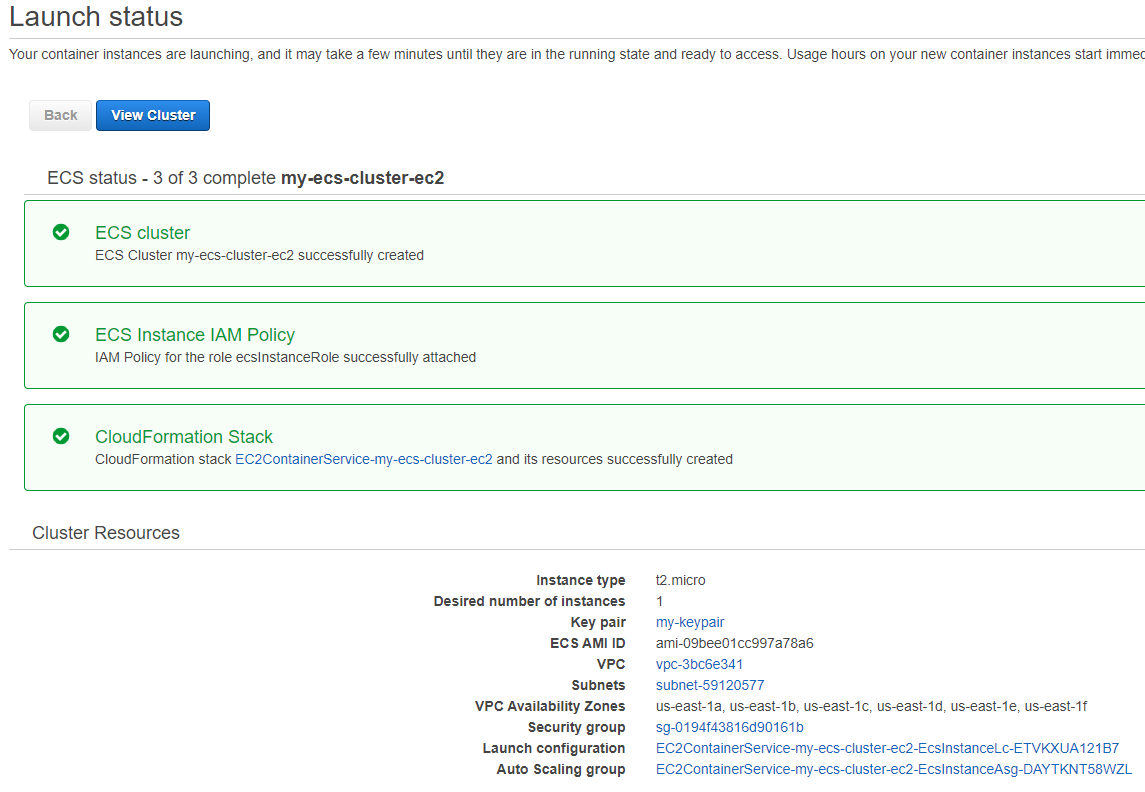 Launch status
Your container instances are launching, and it may take a few minutes until they are in the running state and ready to access. Usage hours on your new container instances start
Back View Cluster
ECS status - 3 of 3 complete my-ecs-cluster-ec2
ECS cluster
ECS Cluster my-ecs-cluster-ec2 successfully created
ECS Instance IAM Policy
IAM Policy for the role ecsInstanceRole successfully attached
CloudFormation Stack
CloudFormation stack EC2ContainerService-my-ecs-cluster-ec2 and its resources successfully created
Cluster Resources
Instance type t2.micro
Desired number of instances 1
Key pair my-keypair
ECS AMI ID ami-09bee01cc997a78a6
VPC vpc-3bc6e341
Subnets subnet-59120577
VPC Availability Zones us-east-1a, us-east-1b, us-east-1c, us-east-1d, us-east-1e, us-east-1f
Security group sg-0194f43816d90161b
Launch configuration EC2ContainerService-my-ecs-cluster-ec2-EcsInstanceLc-ETVKXUA121B7
Auto Scaling group EC2ContainerService-my-ecs-cluster-ec2-EcsInstanceAsg-DAYTKNT58WZL